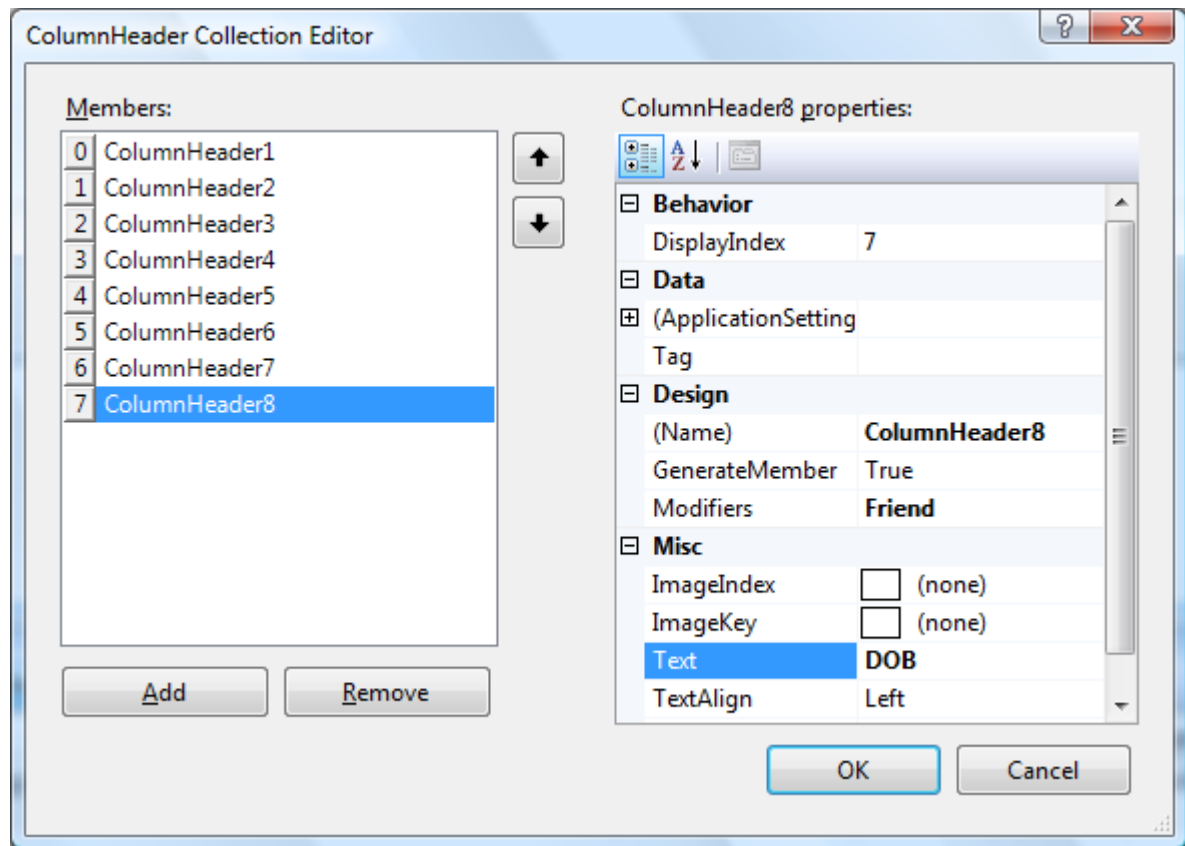 ColumnHeader Collection Editor
Members:
0 ColumnHeader1
1 ColumnHeader2
2 ColumnHeader3
3 ColumnHeader4
4 ColumnHeader5
5 ColumnHeader6
6 ColumnHeader7
7 ColumnHeader8
Add
Remove
ColumnHeader8 properties:
Behavior
DisplayIndex 7
Data
(ApplicationSetting
Tag
Design
(Name) ColumnHeader8
GenerateMember True
Modifiers Friend
Misc
ImageIndex (none)
ImageKey (none)
Text DOB
TextAlign Left
OK
Cancel